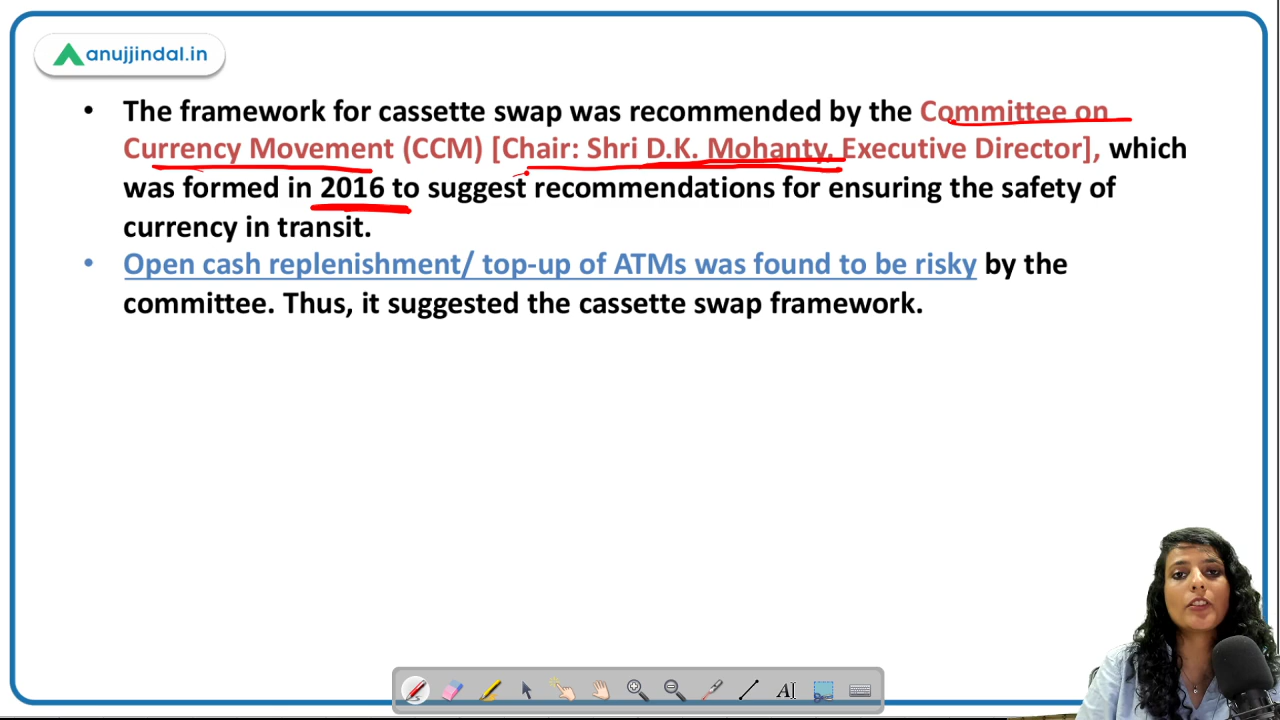 anujjindal.in
• The framework for cassette swap was recommended by the Committee on
Currency Movement (CCM) [Chair: Shri D.K. Mohanty, Executive Director], which
was formed in 2016 to suggest recommendations for ensuring the safety of
currency in transit.
• Open cash replenishment/ top-up of ATMs was found to be risky by the
committee. Thus, it suggested the cassette swap framework.
AI